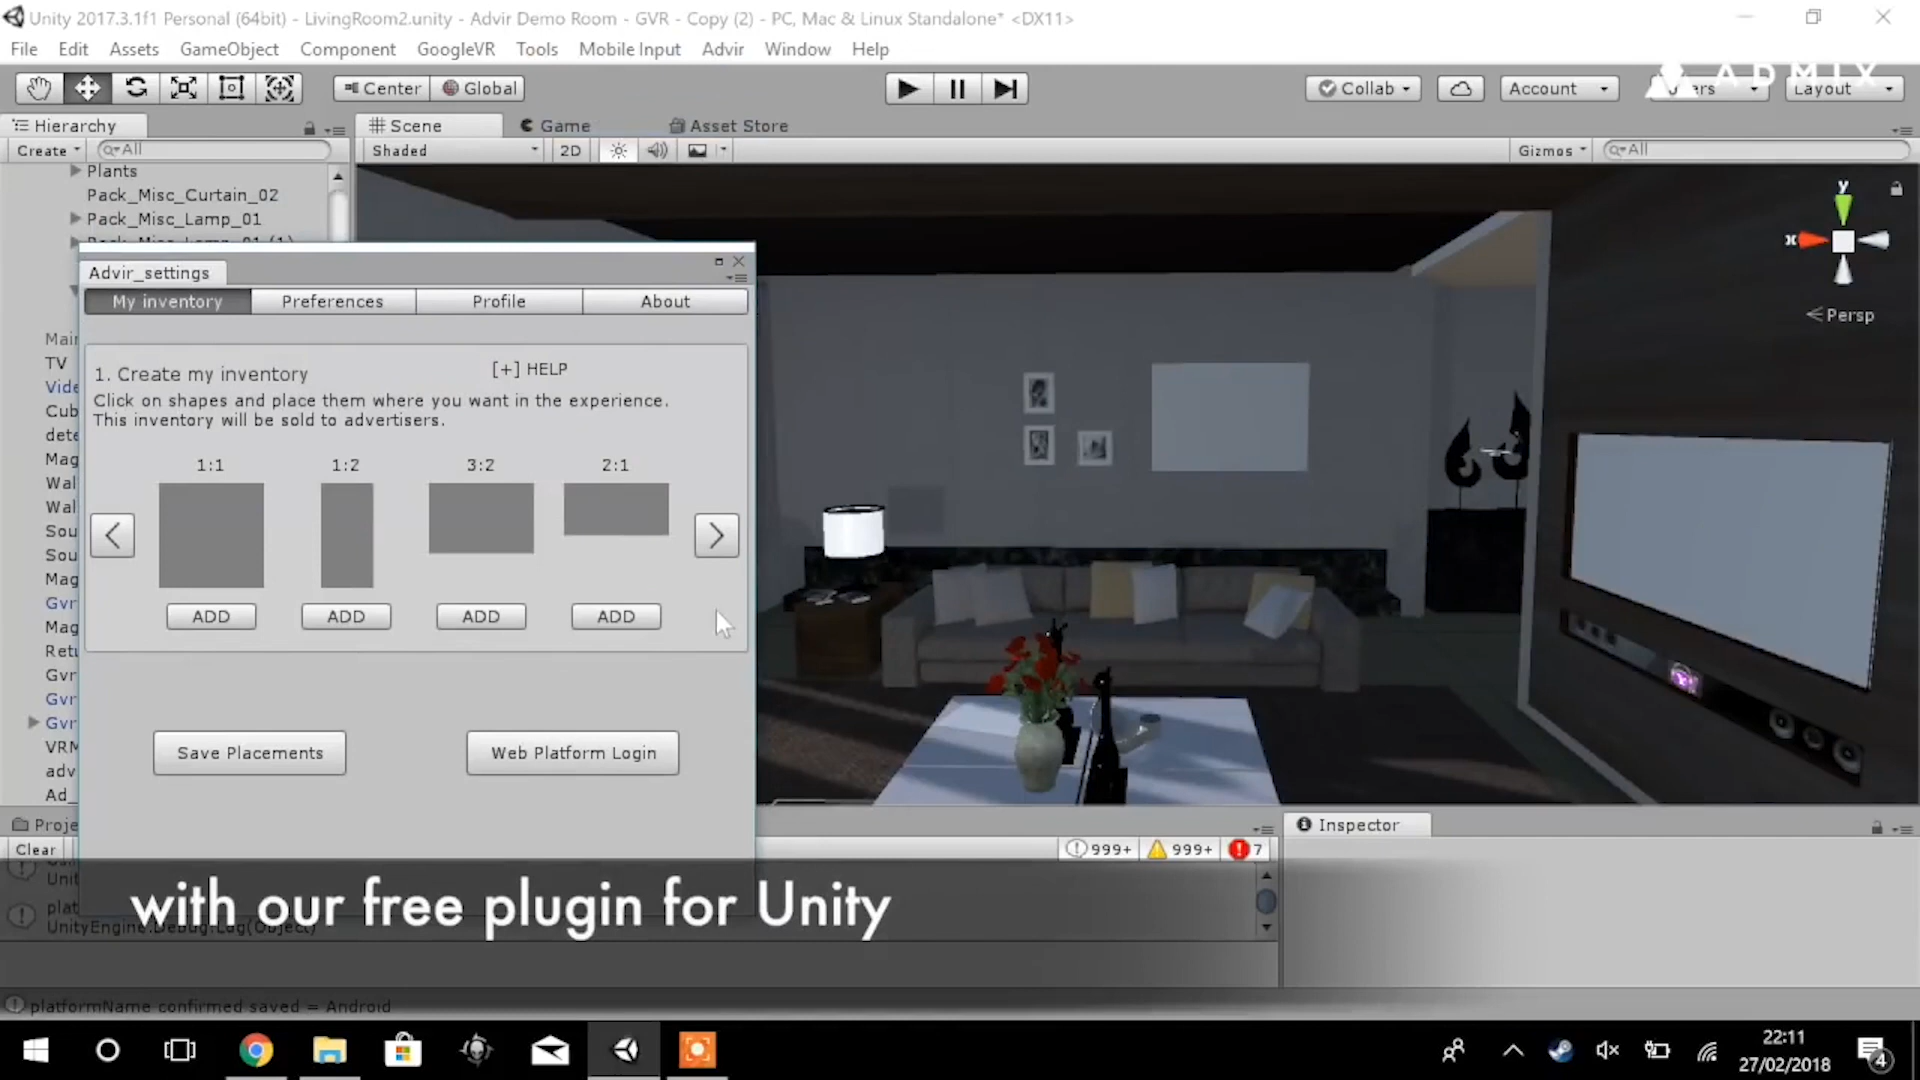 Unity 2017.3.1f1 Personal (64bit) - LivingRoom2.unity - Advir Demo Room - GVR - Copy (2) - PC, Mac & Linux Standalone* <DX11>
File Edit Assets GameObject Component GoogleVR Tools Mobile Input Advir Window Help
ADMIX
Center Global Collab Account Layout
Hierarchy Scene Game Asset Store
Create All Shaded 2D Gizmos All
Plants
Pack_Misc_Curtain_02
Pack_Misc_Lamp_01
y
x
Persp
Advir_settings
My inventory Preferences Profile About
1. Create my inventory [+] HELP
Click on shapes and place them where you want in the experience.
This inventory will be sold to advertisers.
1:1 1:2 3:2 2:1
< >
ADD ADD ADD ADD
Save Placements Web Platform Login
TV
Inspector
Clear 999+ 999+ 7
with our free plugin for Unity
UnityEngine.Debug:Log(Object)
platformName confirmed saved = Android
22:11
27/02/2018
4